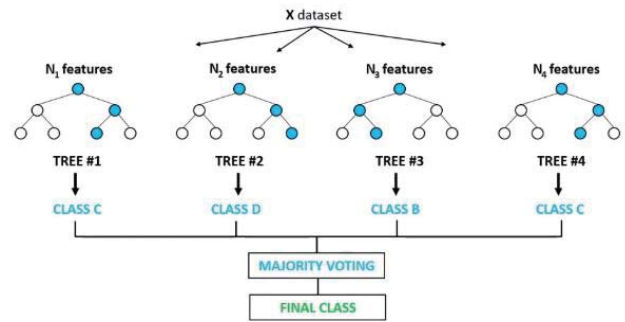 X dataset
N₁ features N₂ features N₃ features N₄ features
TREE #1 TREE #2 TREE #3 TREE #4
CLASS C CLASS D CLASS B CLASS C
MAJORITY VOTING
FINAL CLASS